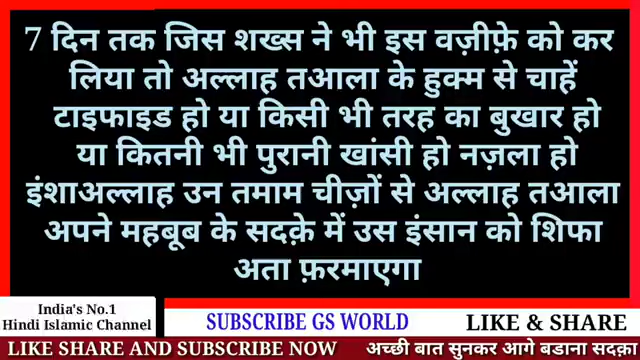 7 दिन तक जिस शख्स ने भी इस वज़ीफ़े को कर
लिया तो अल्लाह तआला के हुक्म से चाहें
टाइफाइड हो या किसी भी तरह का बुखार हो
या कितनी भी पुरानी खांसी हो नज़ला हो
इंशाअल्लाह उन तमाम चीज़ों से अल्लाह तआला
अपने महबूब के सदक़े में उस इंसान को शिफा
अता फ़रमाएगा
India's No.1
Hindi Islamic Channel
SUBSCRIBE GS WORLD
LIKE & SHARE
LIKE SHARE AND SUBSCRIBE NOW
अच्छी बात सुनकर आगे बडाना सदक़ा